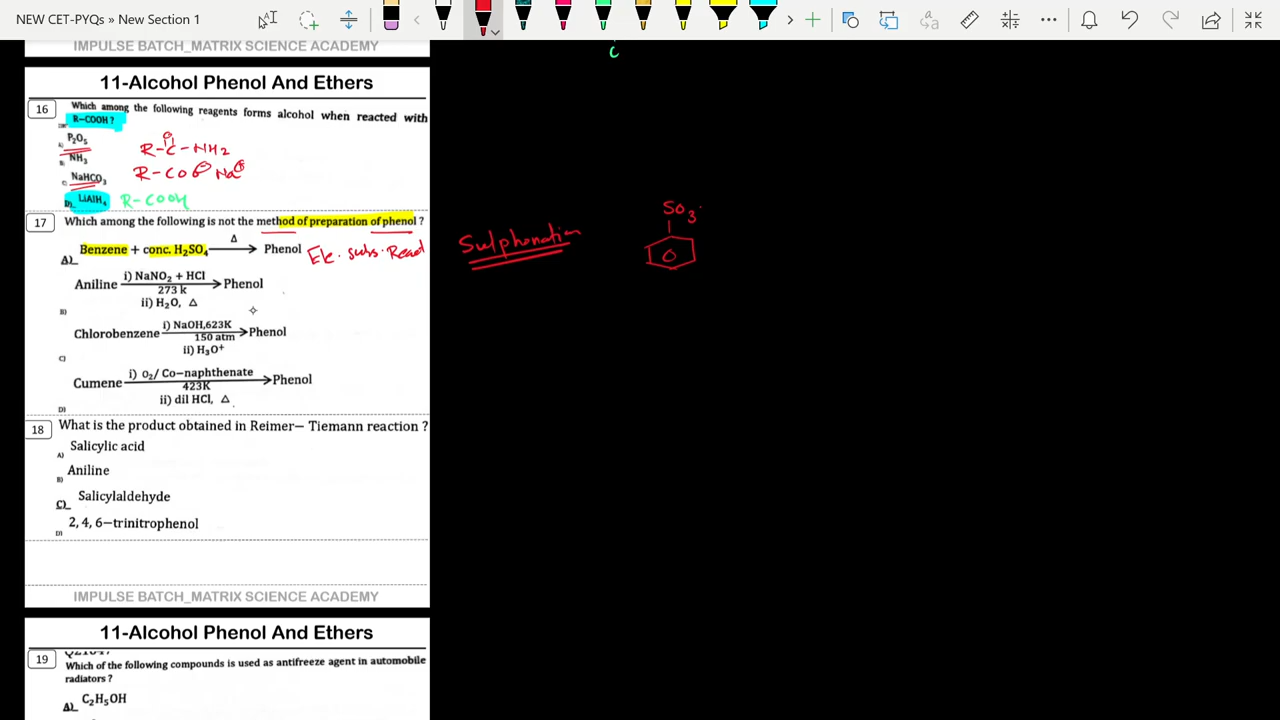 NEW CET-PYQs » New Section 1
IMPULSE BATCH_MATRIX SCIENCE ACADEMY
C
11-Alcohol Phenol And Ethers
16
Which among the following reagents forms alcohol when reacted with
R-COOH ?
P₂O₅
NH₃
R-C-NH₂
O
C. NaHCO₃
R-COO⊖ Na⊕
D) LiAlH₄ R-COOH
17
Which among the following is not the method of preparation of phenol ?
A) Benzene + conc. H₂SO₄ △ → Phenol
Ele. subs. React
Sulphonation
SO₃
Aniline i) NaNO₂ + HCl 273 k ii) H₂O, △ → Phenol
B)
Chlorobenzene i) NaOH,623K 150 atm ii) H₃O⁺ → Phenol
C)
Cumene i) O₂/ Co−naphthenate 423K ii) dil HCl, △ → Phenol
D)
18
What is the product obtained in Reimer− Tiemann reaction ?
A) Salicylic acid
B) Aniline
C) Salicylaldehyde
D) 2, 4, 6−trinitrophenol
IMPULSE BATCH_MATRIX SCIENCE ACADEMY
11-Alcohol Phenol And Ethers
19
Which of the following compounds is used as antifreeze agent in automobile
radiators ?
A) C₂H₅OH